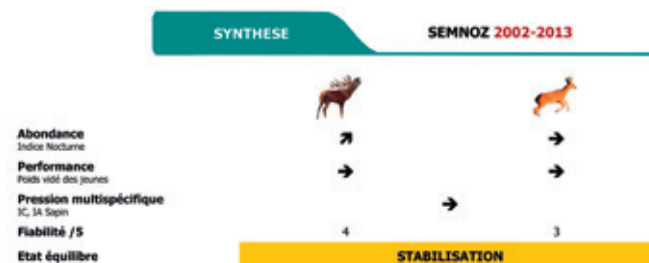 SYNTHESE SEMNOZ 2002-2013
Abondance ↗ →
Indice Nocturne
Performance → →
Poids vidé des jeunes
Pression multispécifique →
IC, IA Sapin
Fiabilité /5 4 3
Etat équilibre STABILISATION